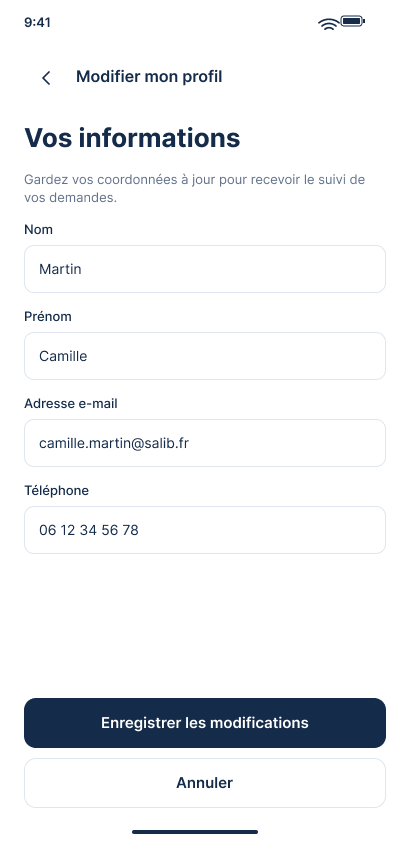 9:41
Modifier mon profil
Vos informations
Gardez vos coordonnées à jour pour recevoir le suivi de
vos demandes.
Nom
Martin
Prénom
Camille
Adresse e-mail
camille.martin@salib.fr
Téléphone
06 12 34 56 78
Enregistrer les modifications
Annuler